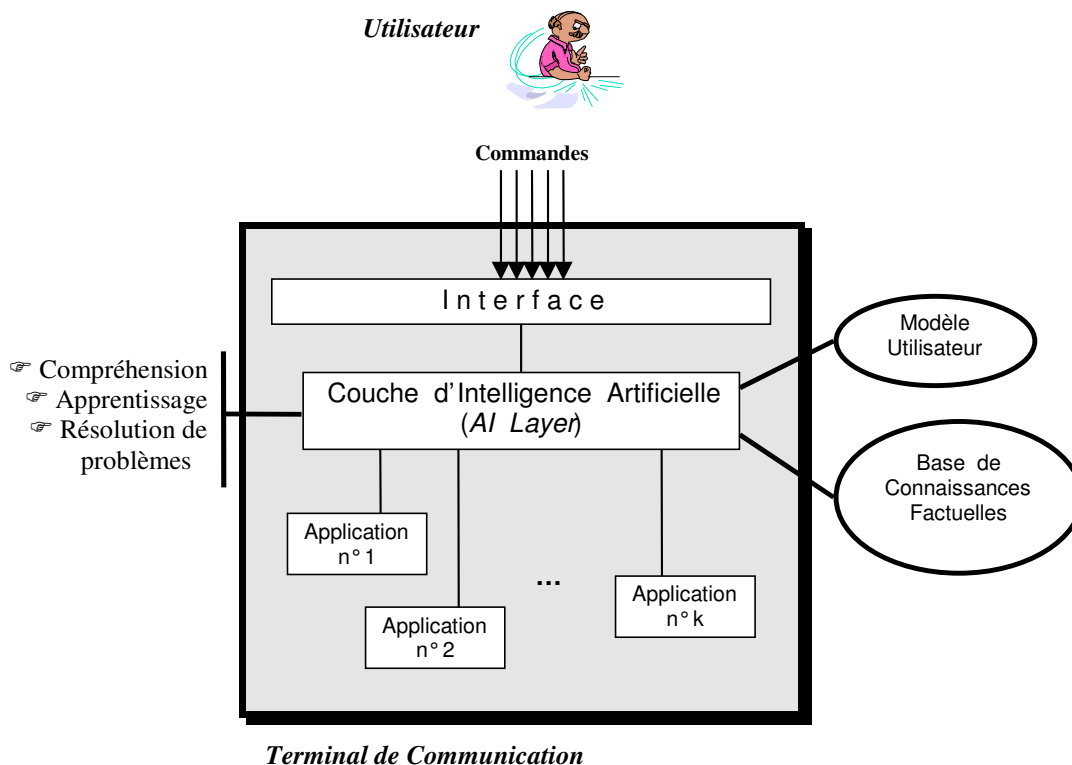 Utilisateur
Commandes
Interface
Modèle
Utilisateur
☞ Compréhension
☞ Apprentissage
☞ Résolution de
problèmes
Couche d'Intelligence Artificielle
(AI Layer)
Base de
Connaissances
Factuelles
Application
n°1
Application
n°2
...
Application
n°k
Terminal de Communication